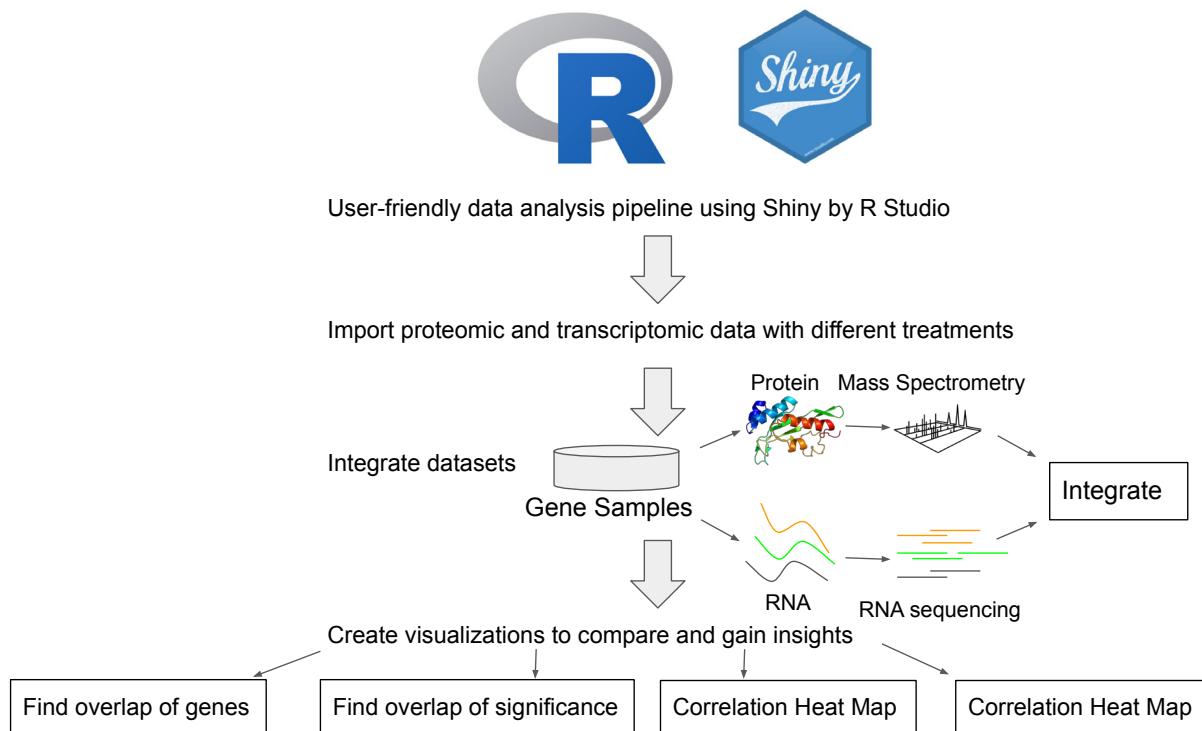 R
Shiny
User-friendly data analysis pipeline using Shiny by R Studio
Import proteomic and transcriptomic data with different treatments
Protein
Mass Spectrometry
Integrate datasets
Gene Samples
Integrate
RNA
RNA sequencing
Create visualizations to compare and gain insights
Find overlap of genes
Find overlap of significance
Correlation Heat Map
Correlation Heat Map